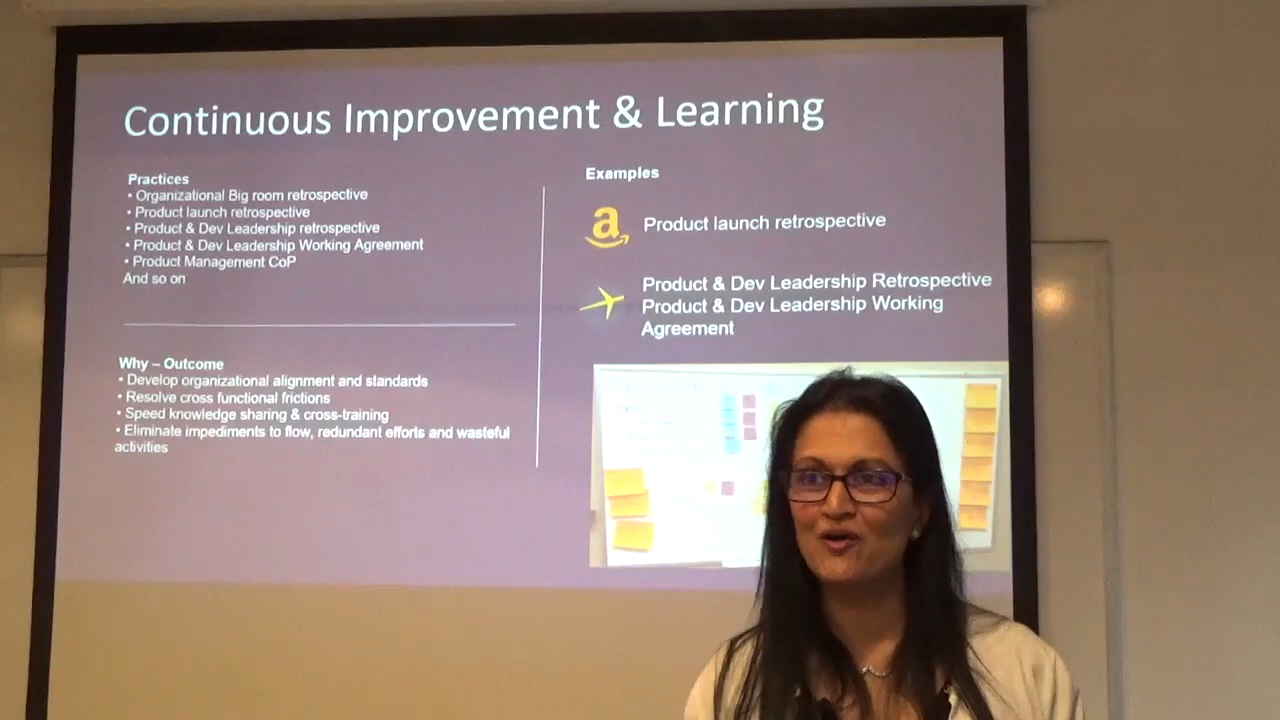 Continuous Improvement & Learning
Practices
• Organizational Big room retrospective
• Product launch retrospective
• Product & Dev Leadership retrospective
• Product & Dev Leadership Working Agreement
• Product Management CoP
And so on
Why – Outcome
• Develop organizational alignment and standards
• Resolve cross functional frictions
• Speed knowledge sharing & cross-training
• Eliminate impediments to flow, redundant efforts and wasteful
activities
Examples
a
Product launch retrospective
Product & Dev Leadership Retrospective
Product & Dev Leadership Working
Agreement